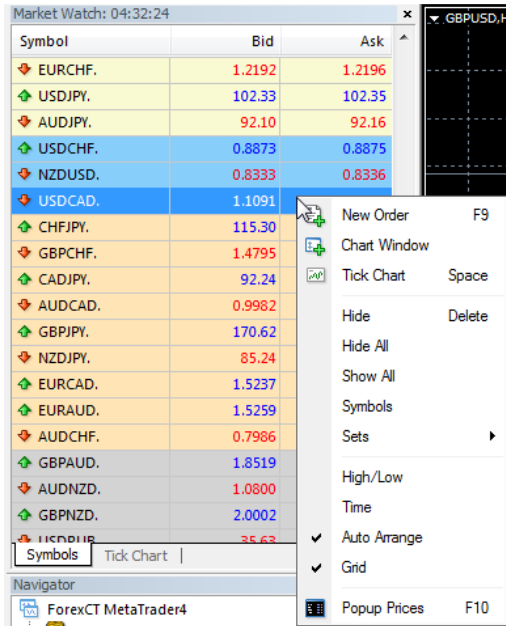 Market Watch: 04:32:24
GBPUSD,H
Symbol Bid Ask
EURCHF. 1.2192 1.2196
USDJPY. 102.33 102.35
AUDJPY. 92.10 92.16
USDCHF. 0.8873 0.8875
NZDUSD. 0.8333 0.8336
USDCAD. 1.1091
CHFJPY. 115.30
GBPCHF. 1.4795
CADJPY. 92.24
AUDCAD. 0.9982
GBPJPY. 170.62
NZDJPY. 85.24
EURCAD. 1.5237
EURAUD. 1.5259
AUDCHF. 0.7986
GBPAUD. 1.8519
AUDNZD. 1.0800
GBPNZD. 2.0002
USDRUB 35.63
New Order F9
Chart Window
Tick Chart Space
Hide Delete
Hide All
Show All
Symbols
Sets
High/Low
Time
Auto Arrange
Grid
Popup Prices F10
Symbols Tick Chart
Navigator
ForexCT MetaTrader4